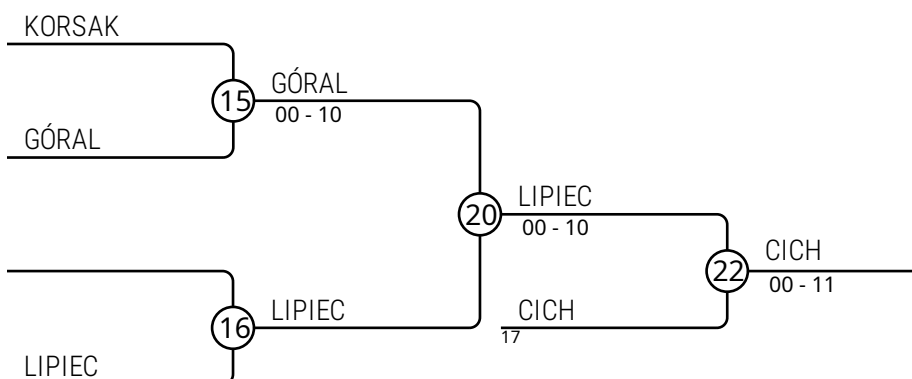 KORSAK
15
GÓRAL
00 - 10
GÓRAL
20
LIPIEC
00 - 10
22
CICH
00 - 11
16
LIPIEC
CICH
17
LIPIEC